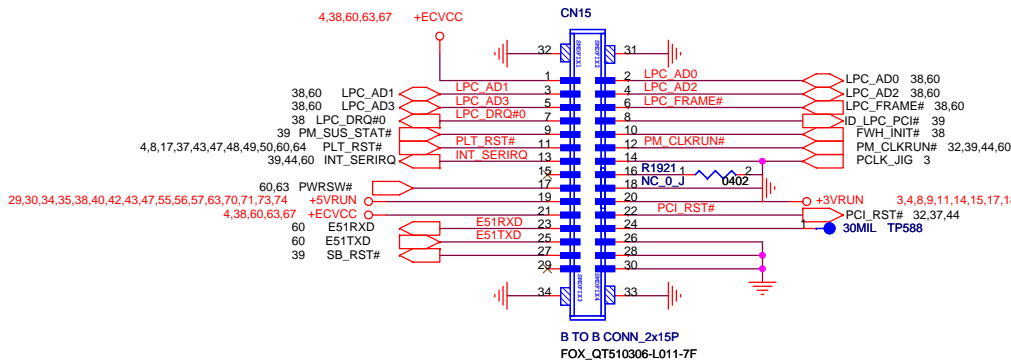 CN15
4,38,60,63,67 +ECVCC
32 31
1 2 LPC_AD0 LPC_AD0 38,60
38,60 LPC_AD1 LPC_AD1 3 4 LPC_AD2 LPC_AD2 38,60
38,60 LPC_AD3 LPC_AD3 5 6 LPC_FRAME# LPC_FRAME# 38,60
38 LPC_DRQ#0 LPC_DRQ#0 7 8 ID_LPC_PCI# 39
39 PM_SUS_STAT# 9 10 FWH_INIT# 38
4,8,17,37,43,47,48,49,50,60,64 PLT_RST# PLT_RST# 11 12 PM_CLKRUN# PM_CLKRUN# 32,39,44,60
39,44,60 INT_SERIRQ INT_SERIRQ 13 14 PCLK_JIG 3
15 16 R1921 1 2
60,63 PWRSW# 17 18 NC_0_J 0402
29,30,34,35,38,40,42,43,47,55,56,57,63,70,71,73,74 +5VRUN 19 20 +3VRUN 3,4,8,9,11,14,15,17,18
4,38,60,63,67 +ECVCC 21 22 PCI_RST# PCI_RST# 32,37,44
60 E51RXD E51RXD 23 24 1 30MIL TP588
60 E51TXD E51TXD 25 26
39 SB_RST# 27 28
29 30
34 33
SMDFIX1 SMDFIX2
SMDFIX3 SMDFIX4
B TO B CONN_2x15P
FOX_QT510306-L011-7F